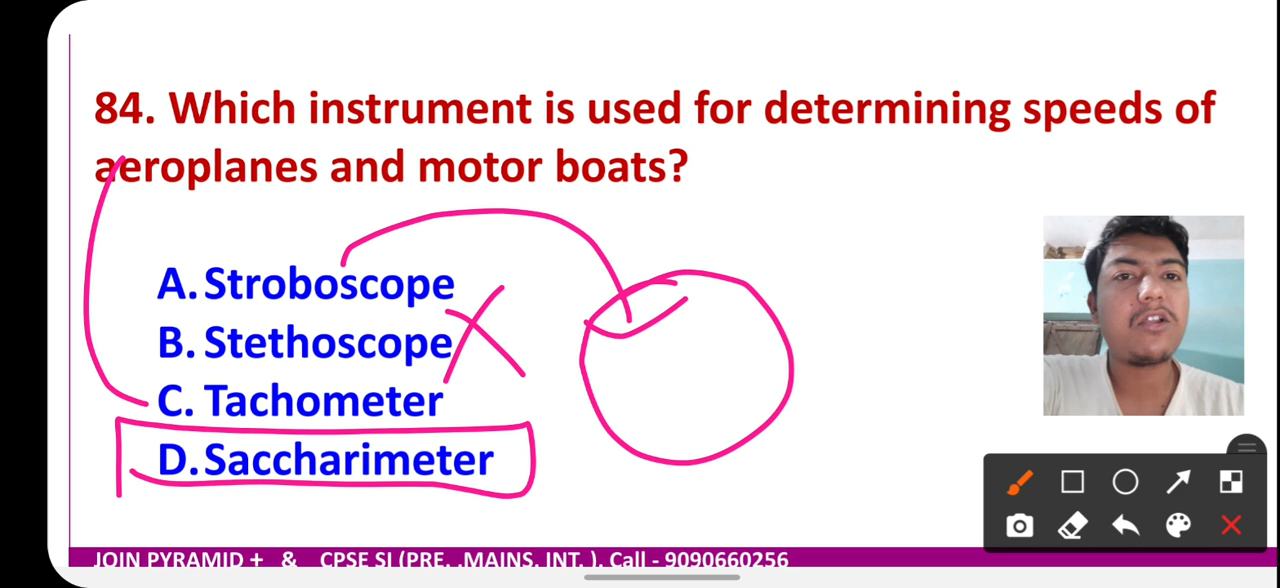 84. Which instrument is used for determining speeds of
aeroplanes and motor boats?
A. Stroboscope
B. Stethoscope
C. Tachometer
D. Saccharimeter
JOIN PYRAMID + & CPSE SI (PRE. .MAINS. INT. ). Call - 9090660256